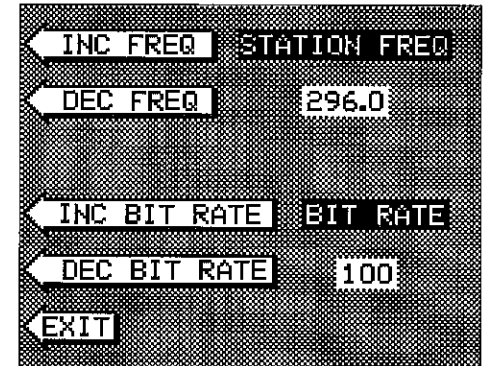 INC FREQ STATION FREQ
DEC FREQ 296.0
INC BIT RATE BIT RATE
DEC BIT RATE 100
EXIT